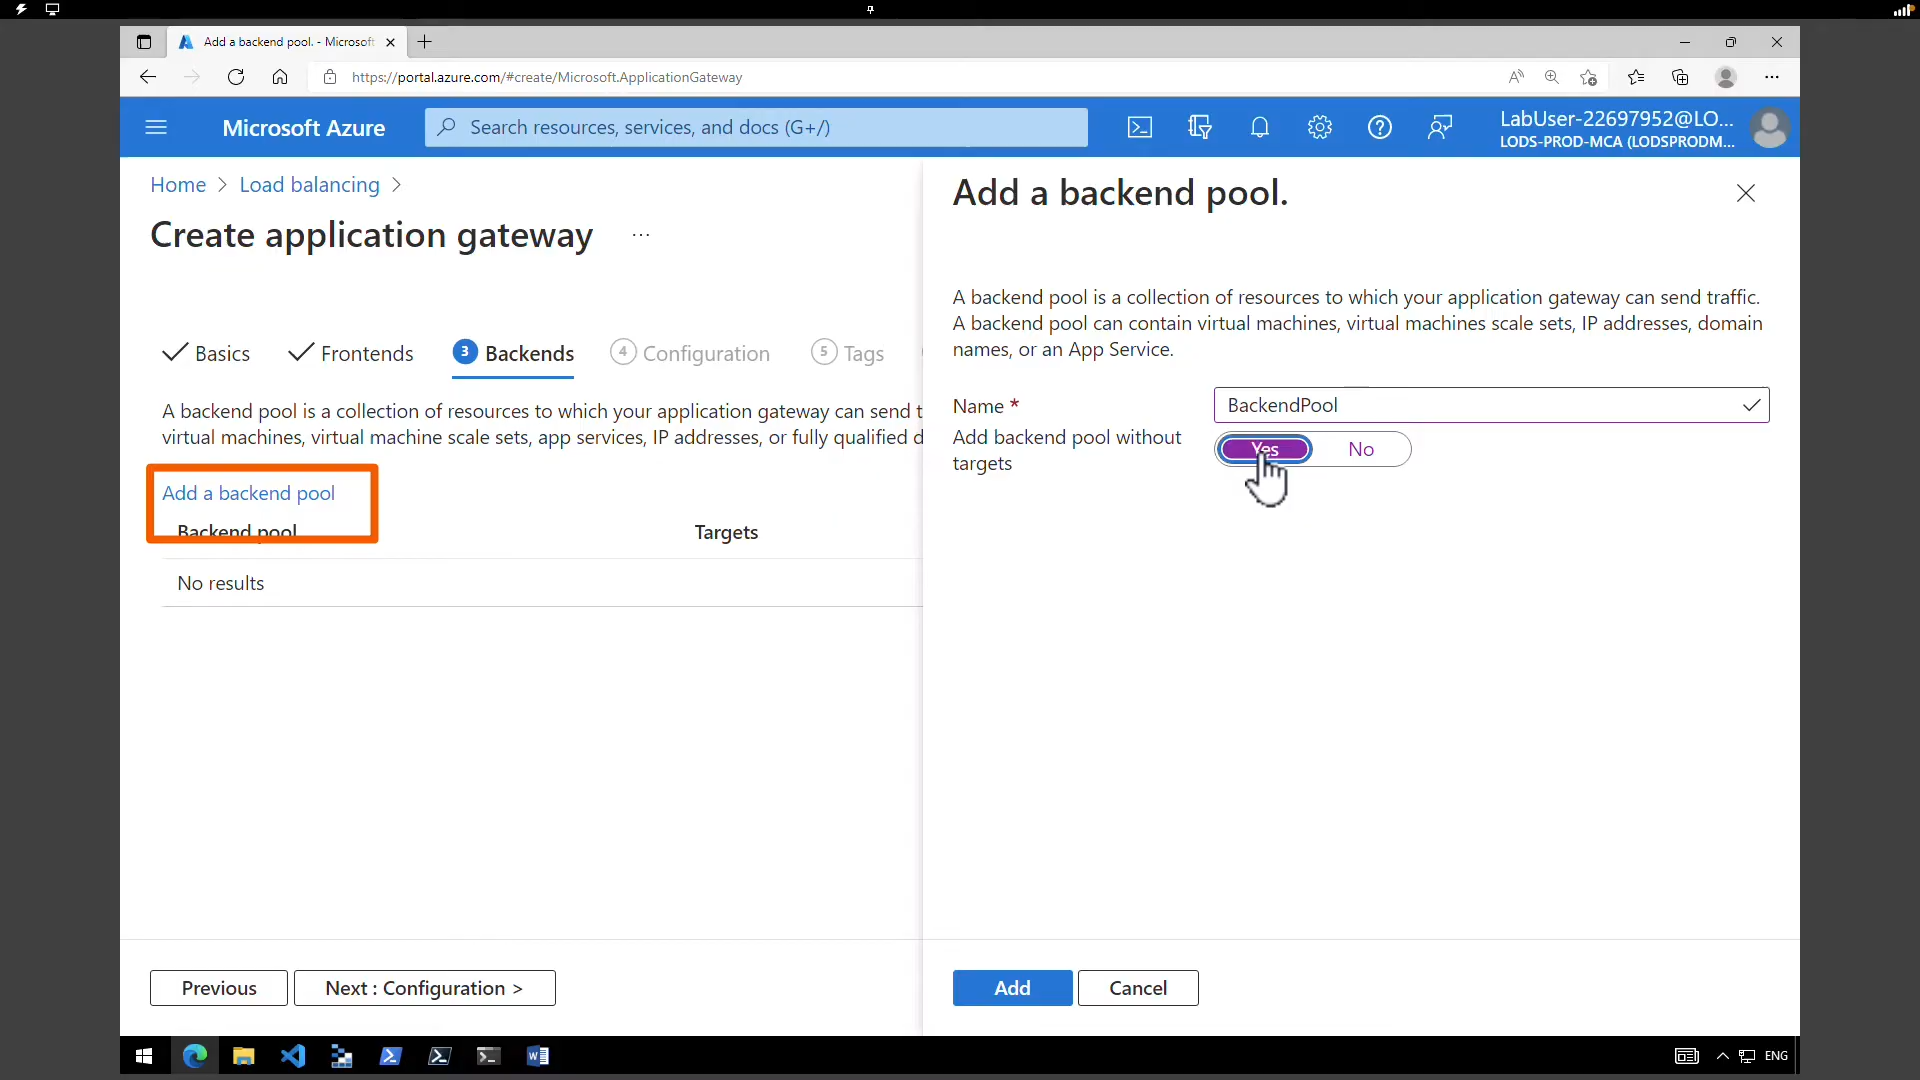 Add a backend pool. - Microsoft
https://portal.azure.com/#create/Microsoft.ApplicationGateway
Microsoft Azure
Search resources, services, and docs (G+/)
LabUser-22697952@LO...
LODS-PROD-MCA (LODSPRODM...
Home > Load balancing >
Create application gateway ...
Basics
Frontends
3 Backends
4 Configuration
5 Tags
A backend pool is a collection of resources to which your application gateway can send t
virtual machines, virtual machine scale sets, app services, IP addresses, or fully qualified d
Add a backend pool
Backend pool
Targets
No results
Previous
Next : Configuration >
Add a backend pool.
A backend pool is a collection of resources to which your application gateway can send traffic.
A backend pool can contain virtual machines, virtual machines scale sets, IP addresses, domain
names, or an App Service.
Name *
BackendPool
Add backend pool without
targets
Yes
No
Add
Cancel
ENG